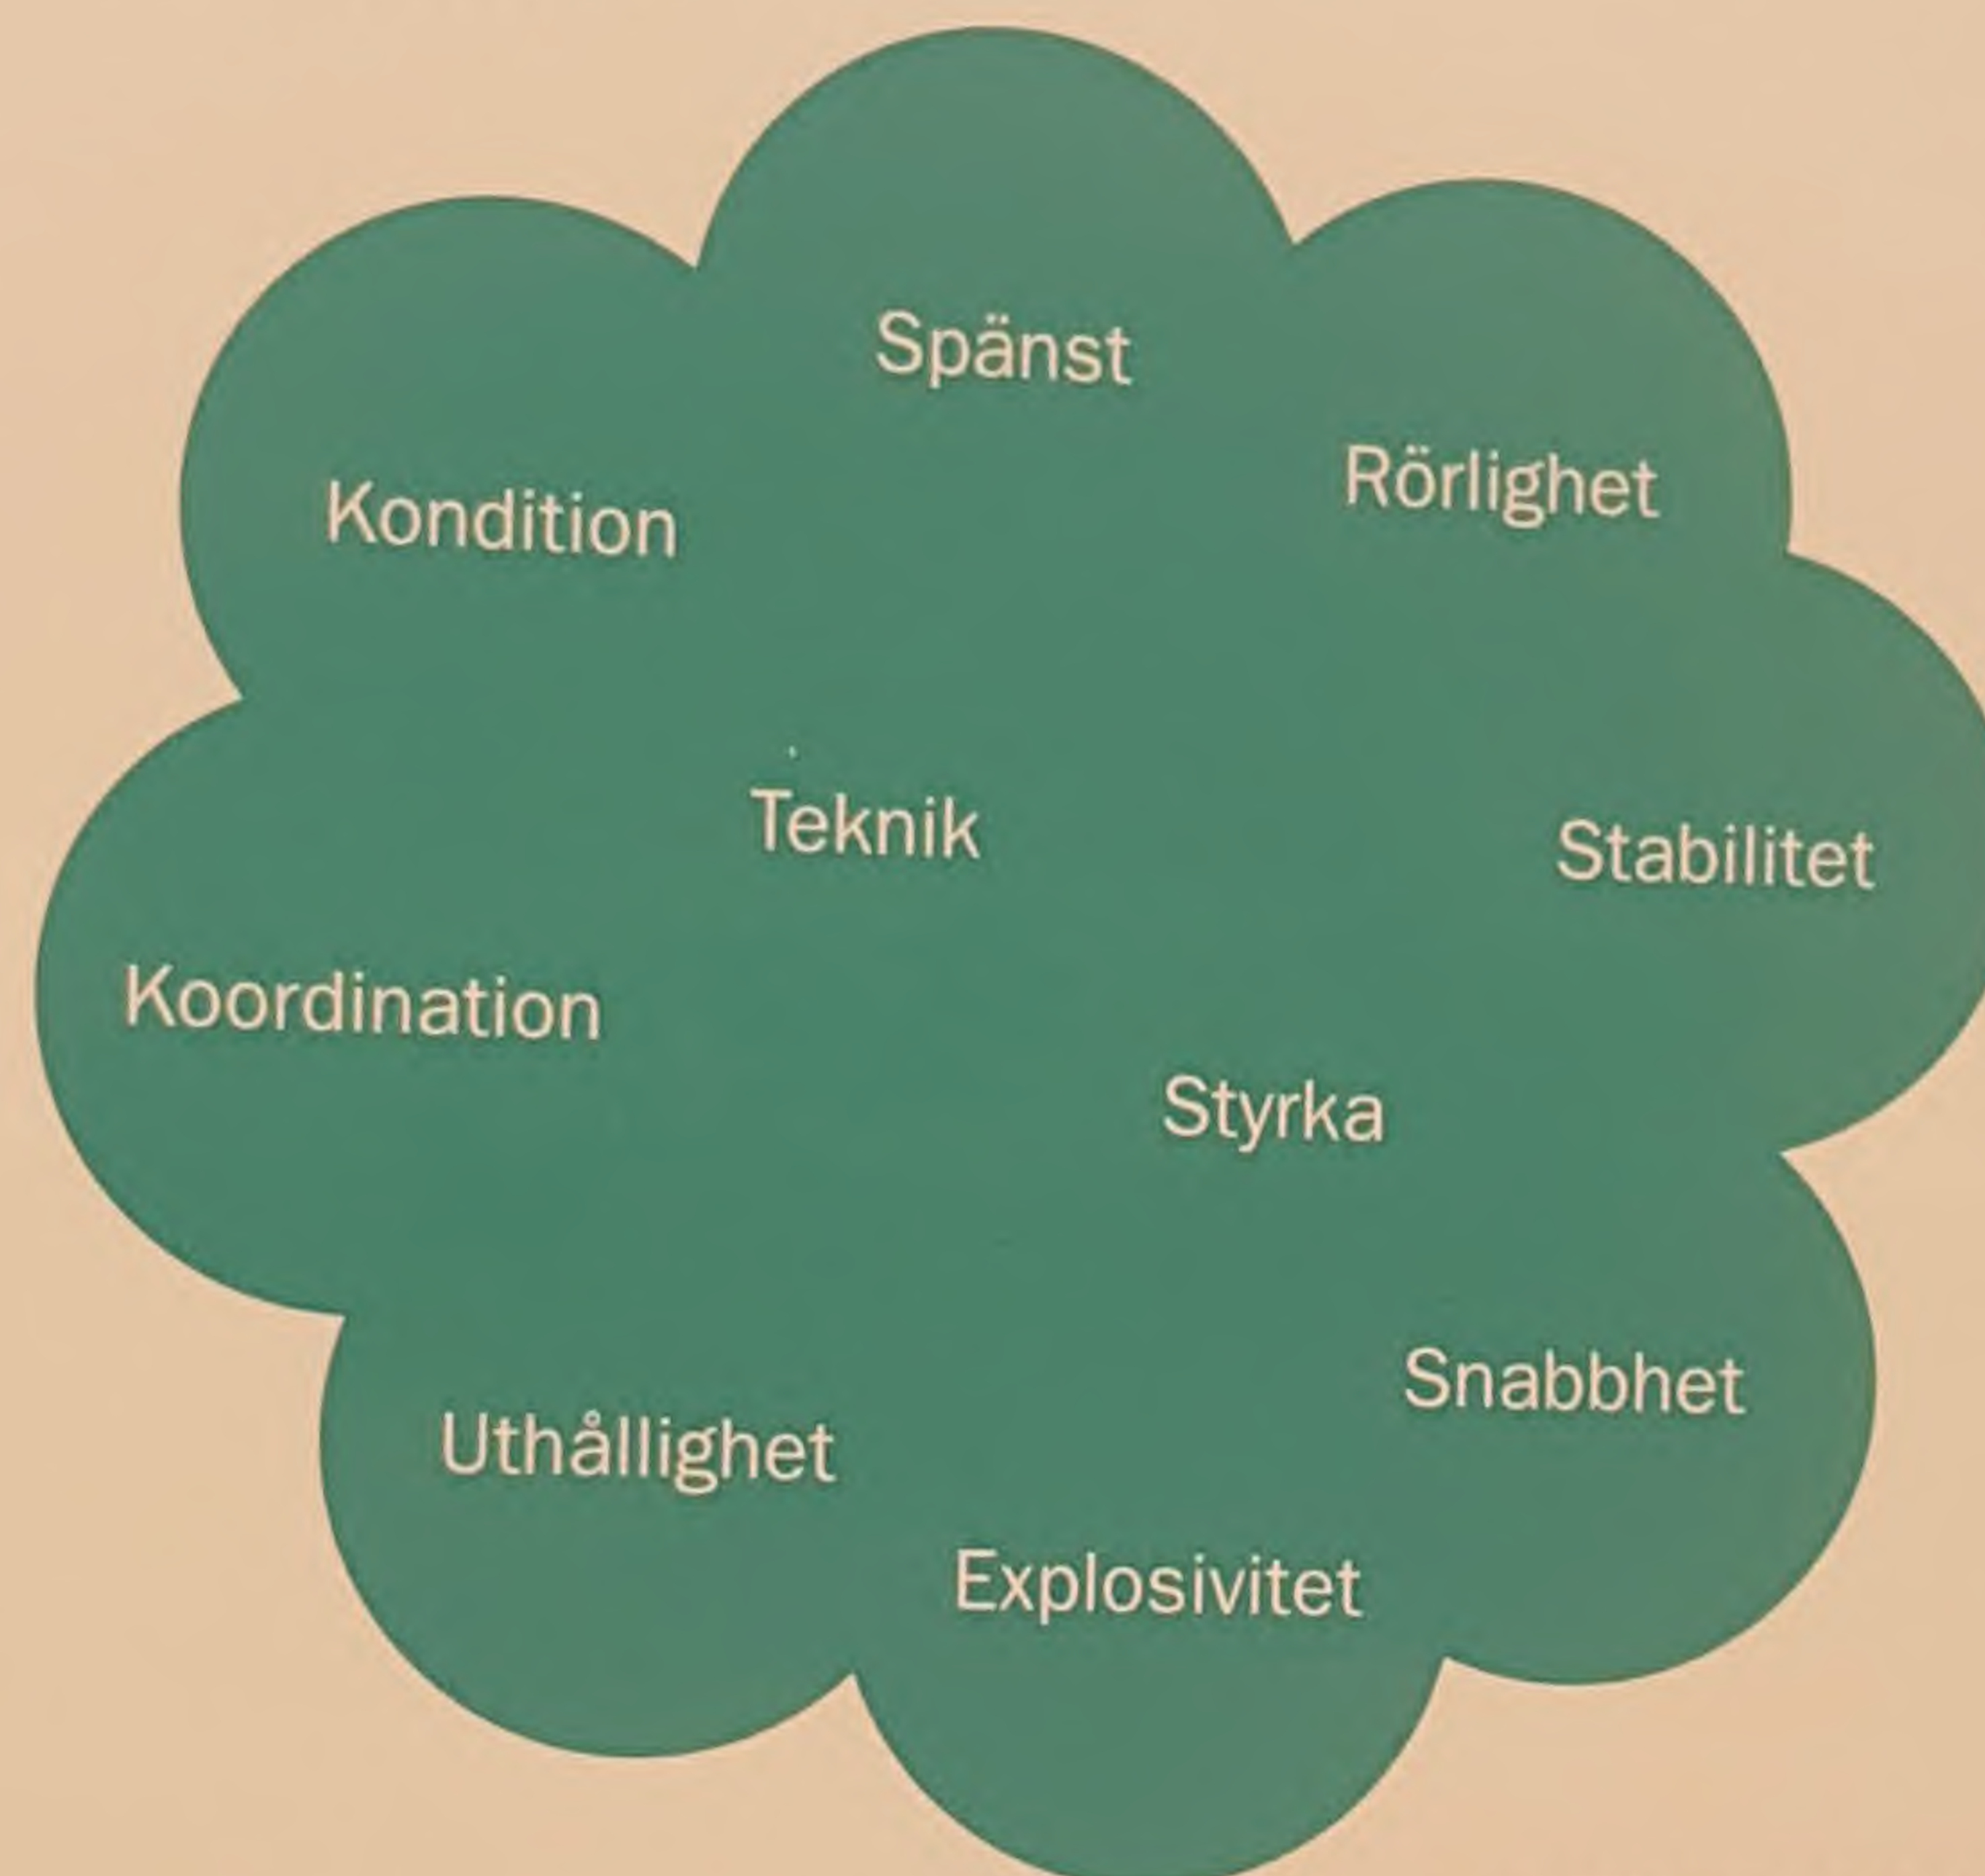 Spänst
Rörlighet
Kondition
Teknik
Stabilitet
Koordination
Styrka
Snabbhet
Uthållighet
Explosivitet